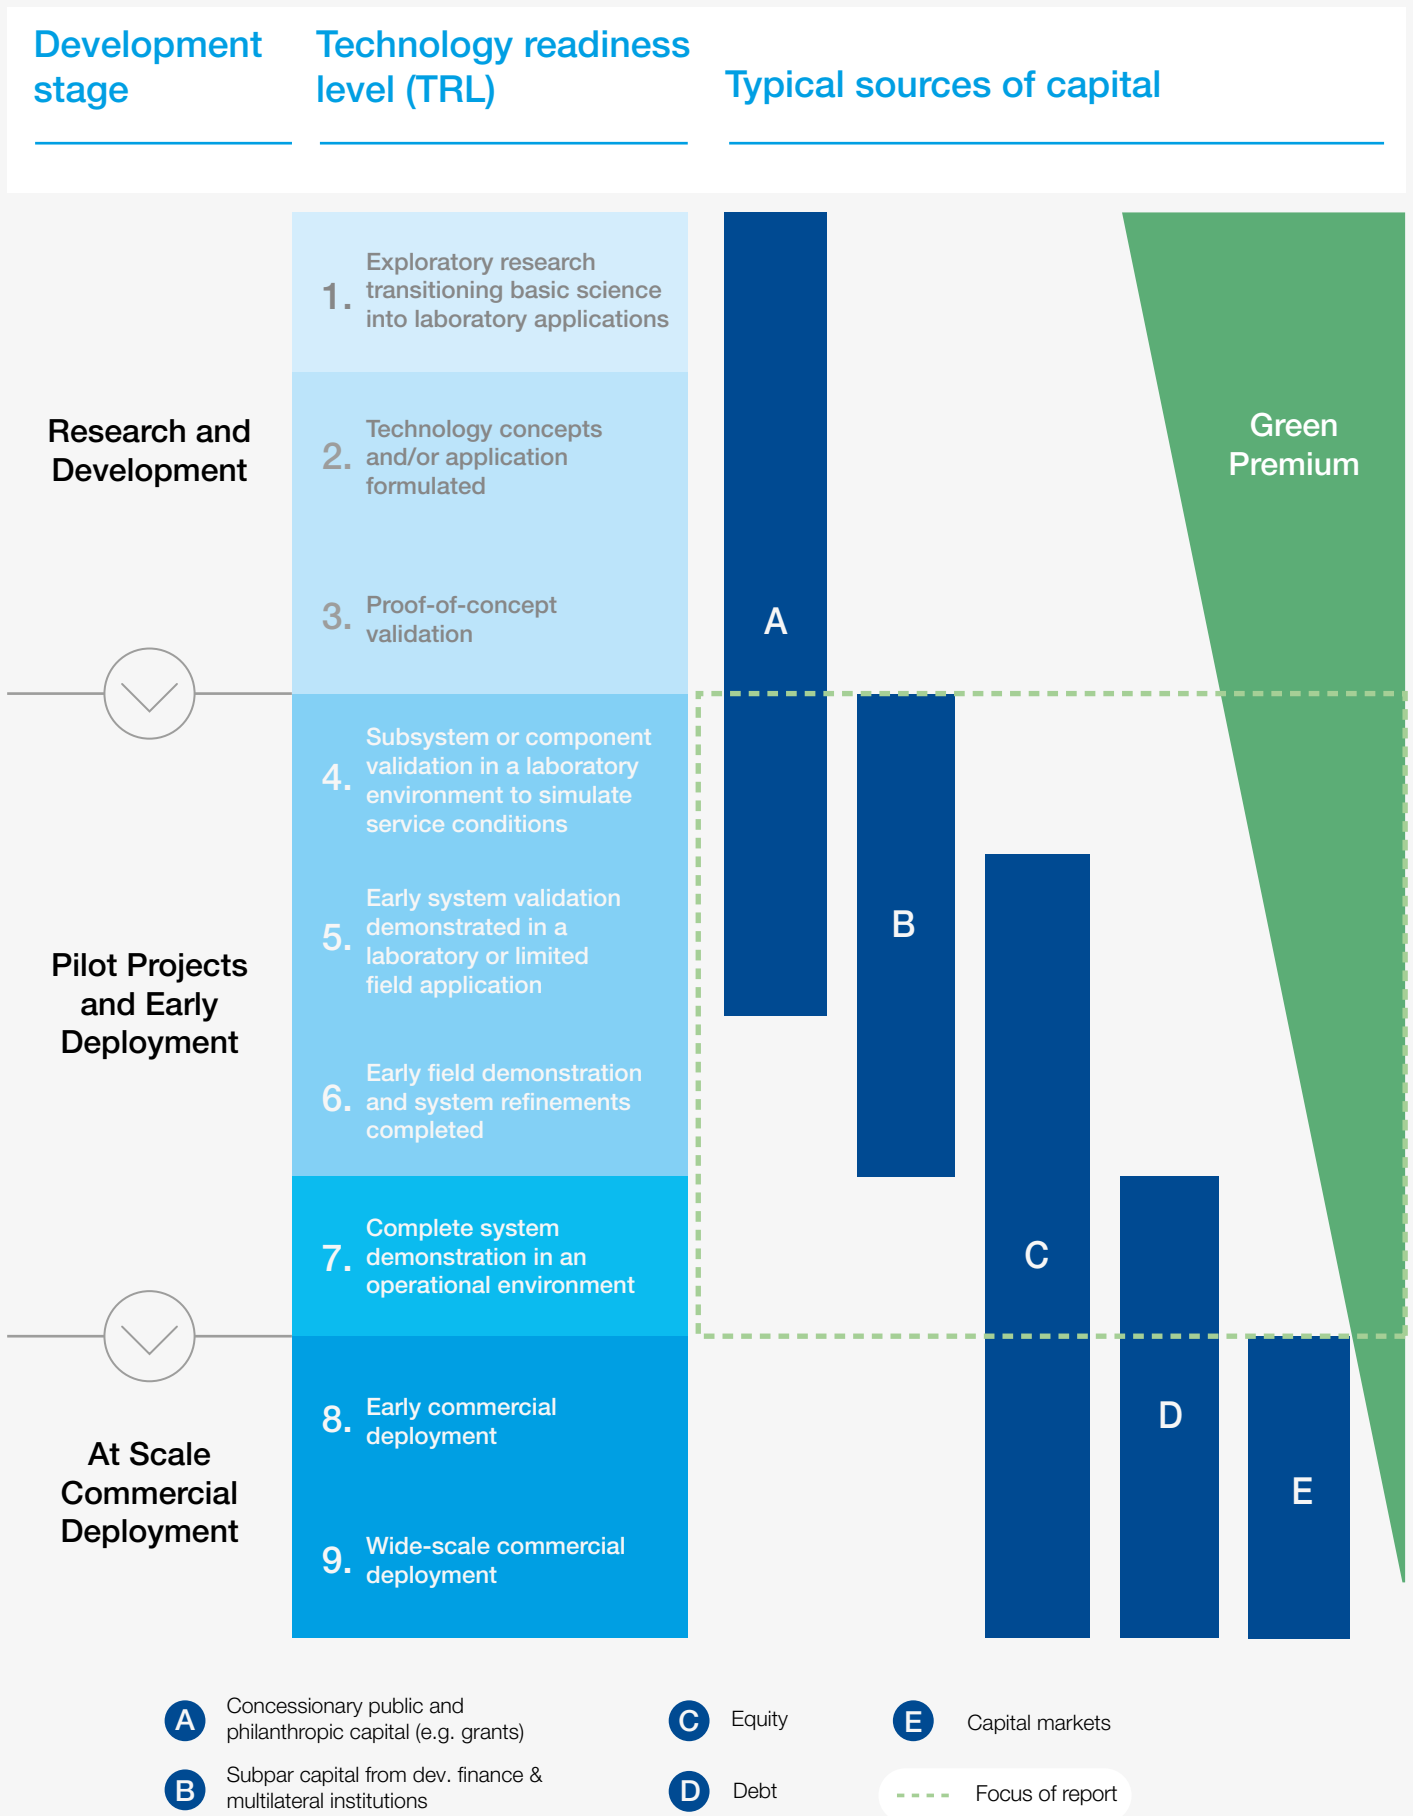 Development
stage
Technology readiness
level (TRL)
Typical sources of capital
Research and
Development
1.
Exploratory research
transitioning basic science
into laboratory applications
2.
Technology concepts
and/or application
formulated
3.
Proof-of-concept
validation
Pilot Projects
and Early
Deployment
4.
Subsystem or component
validation in a laboratory
environment to simulate
service conditions
5.
Early system validation
demonstrated in a
laboratory or limited
field application
6.
Early field demonstration
and system refinements
completed
7.
Complete system
demonstration in an
operational environment
At Scale
Commercial
Deployment
8.
Early commercial
deployment
9.
Wide-scale commercial
deployment
A
B
C
D
E
Green
Premium
A
Concessionary public and
philanthropic capital (e.g. grants)
B
Subpar capital from dev. finance &
multilateral institutions
C
Equity
D
Debt
E
Capital markets
Focus of report